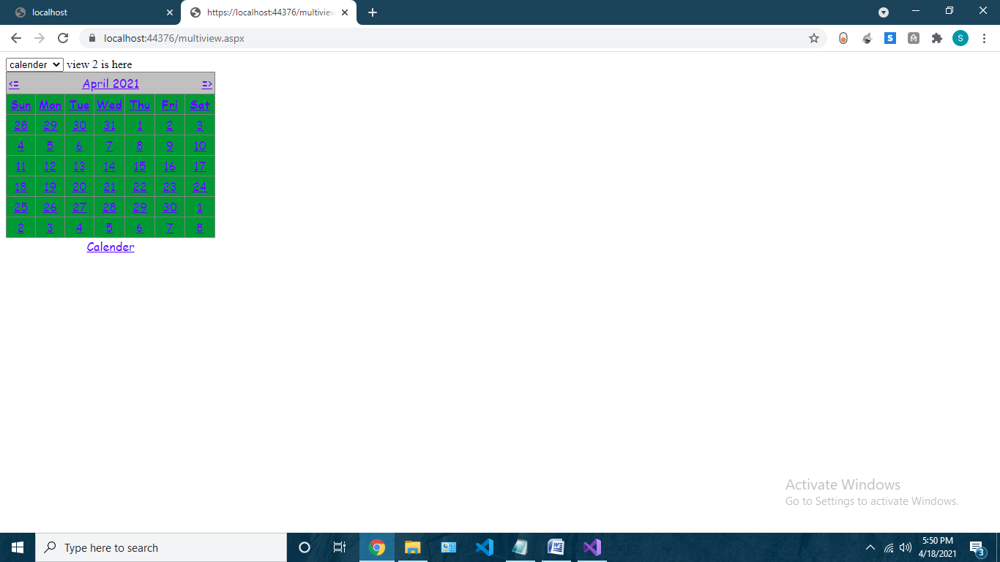 localhost
https://localhost:44376/multiview
localhost:44376/multiview.aspx
S
S
calender view 2 is here
<= April 2021 =>
Sun Mon Tue Wed Thu Fri Sat
28 29 30 31 1 2 3
4 5 6 7 8 9 10
11 12 13 14 15 16 17
18 19 20 21 22 23 24
25 26 27 28 29 30 1
2 3 4 5 6 7 8
Calender
Activate Windows
Go to Settings to activate Windows.
Type here to search
5:50 PM
4/18/2021
3